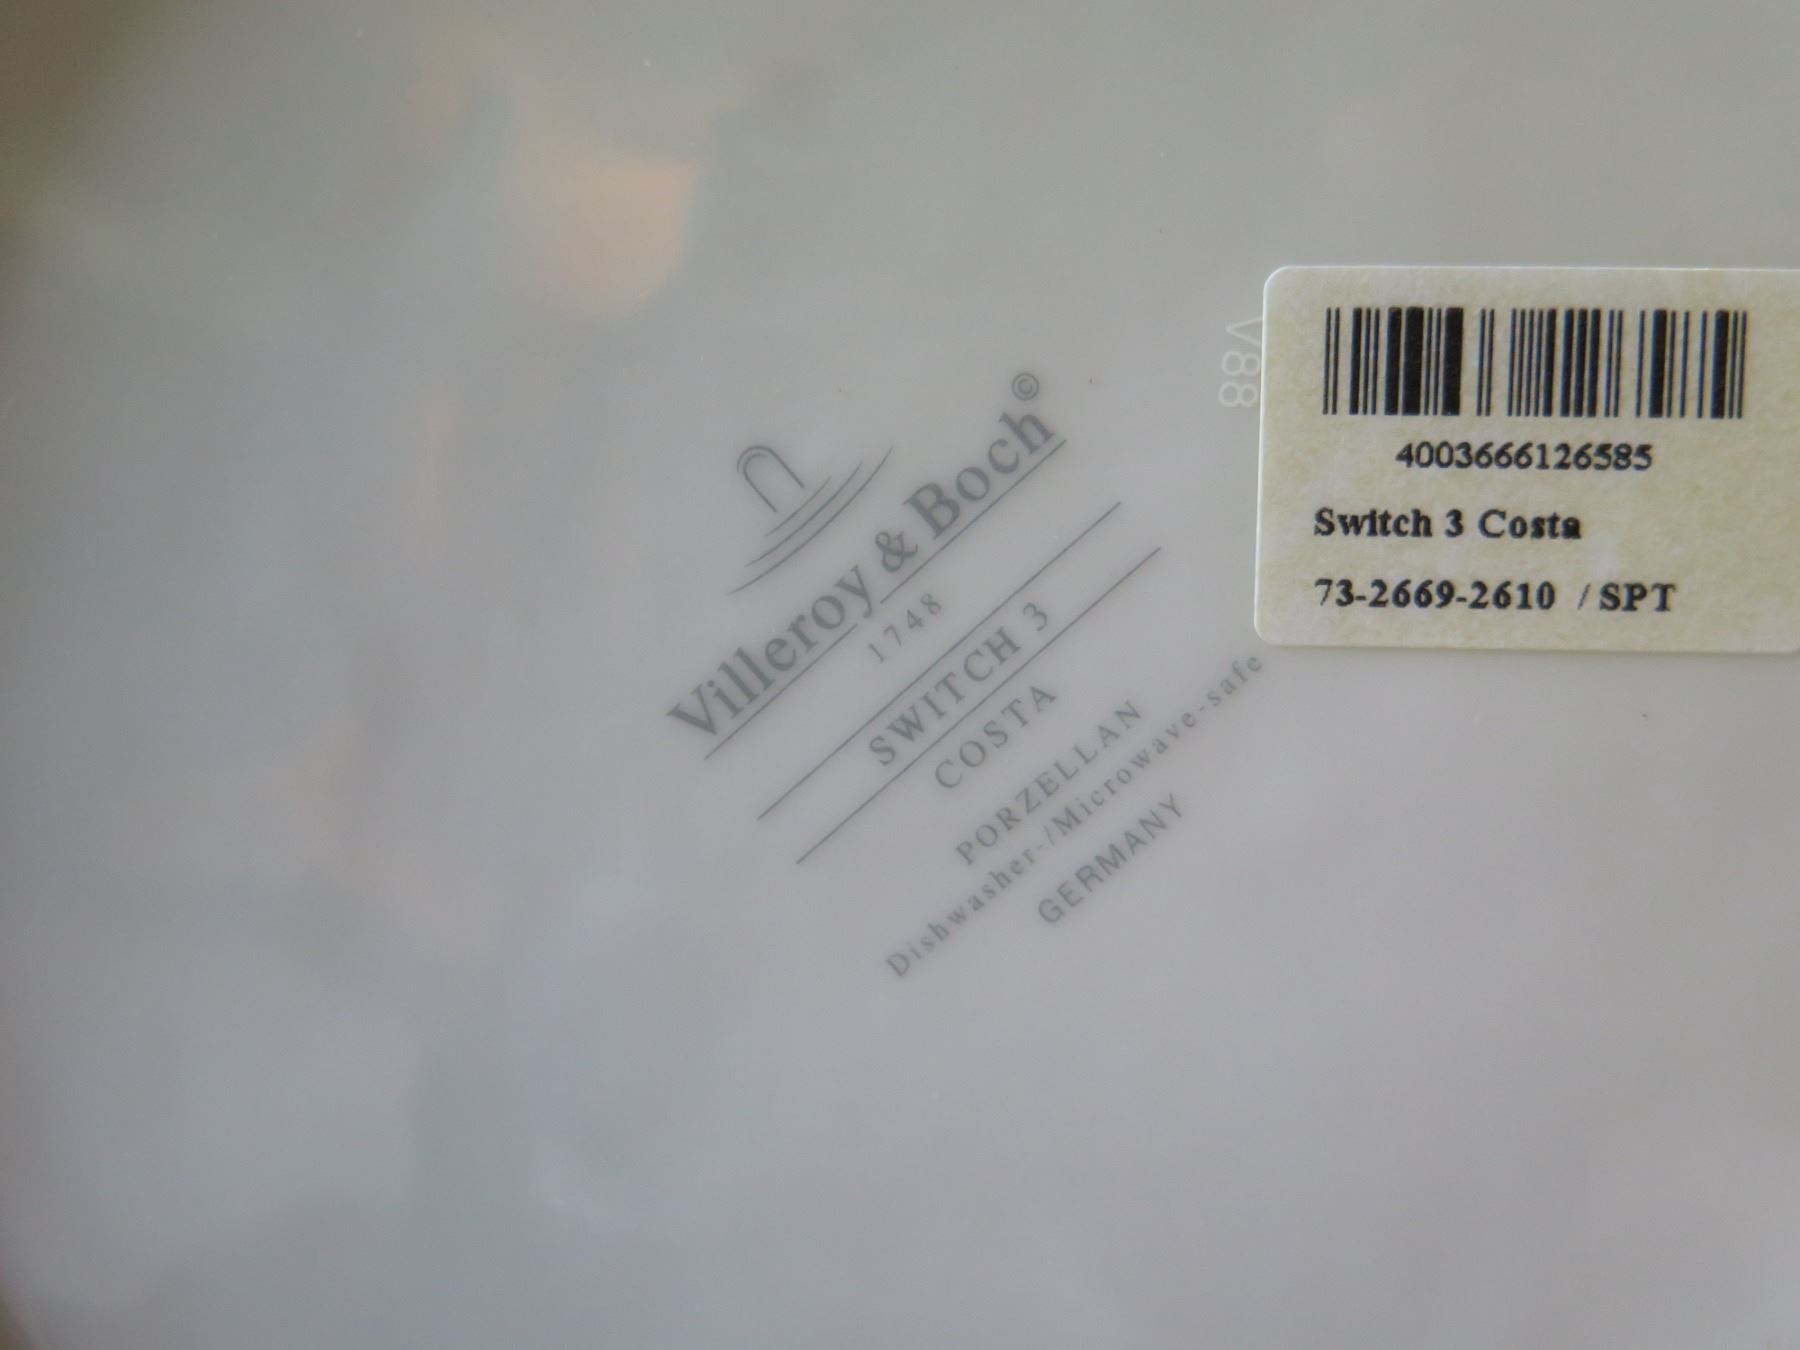 Villeroy & Boch©
1748
SWITCH 3
COSTA
PORZELLAN
Dishwasher-/Microwave-safe
GERMANY
V88
4003666126585
Switch 3 Costa
73-2669-2610 / SPT